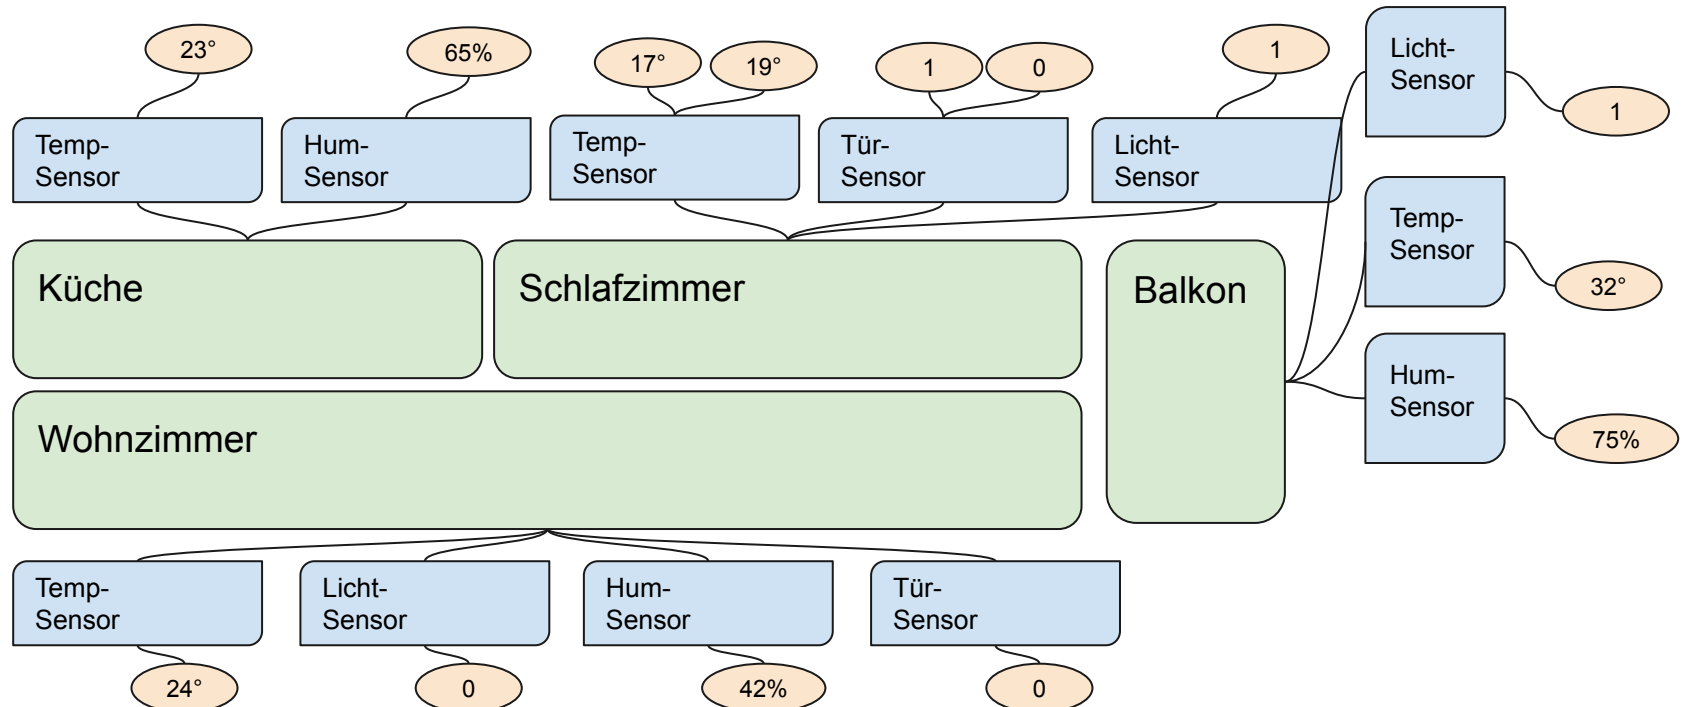 23°
65%
17°
19°
1
0
1
Licht-
Sensor
1
Temp-
Sensor
Hum-
Sensor
Temp-
Sensor
Tür-
Sensor
Licht-
Sensor
Temp-
Sensor
32°
Küche
Schlafzimmer
Balkon
Hum-
Sensor
75%
Wohnzimmer
Temp-
Sensor
Licht-
Sensor
Hum-
Sensor
Tür-
Sensor
24°
0
42%
0